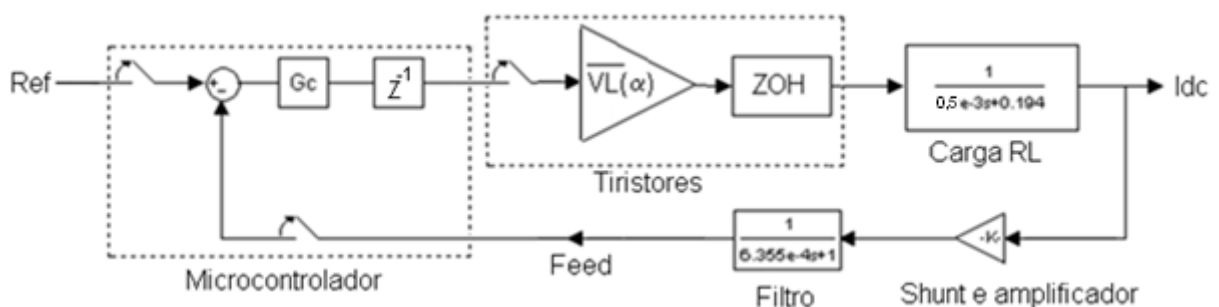 Ref
+
-
Gc
Z-1
VL(α)
ZOH
1
0,5e-3s+0.194
Idc
Carga RL
Tiristores
Microcontrolador
Feed
1
6.355e-4s+1
Filtro
-K-
Shunt e amplificador